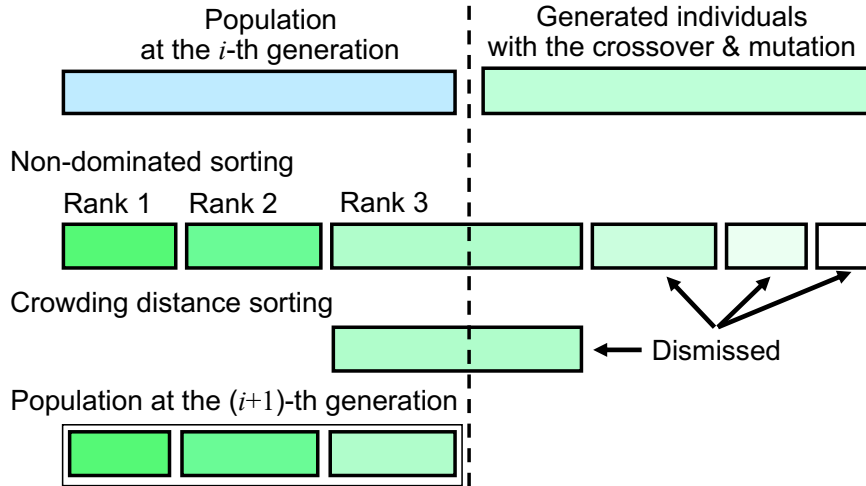 Population
at the i-th generation
Generated individuals
with the crossover & mutation
Non-dominated sorting
Rank 1 Rank 2 Rank 3
Crowding distance sorting
Dismissed
Population at the (i+1)-th generation